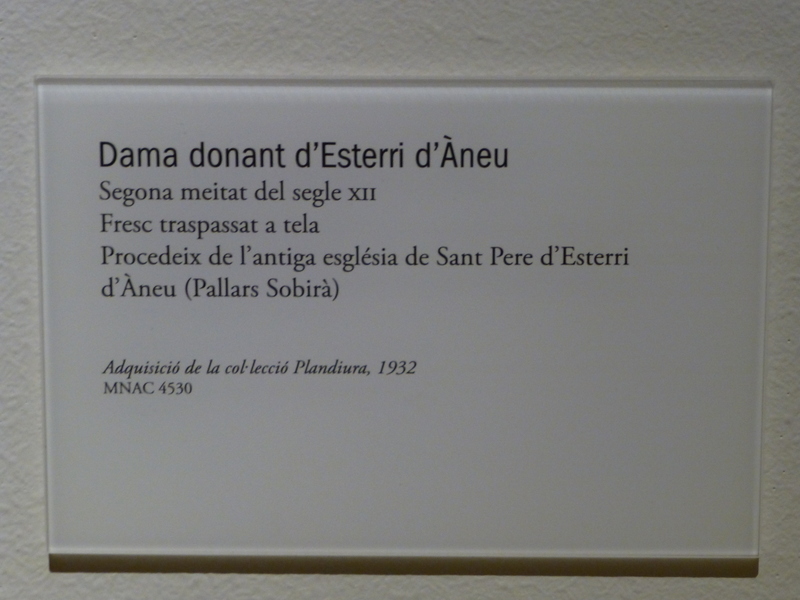 Dama donant d’Esterri d’Àneu
Segona meitat del segle XII
Fresc traspassat a tela
Procedeix de l’antiga església de Sant Pere d’Esterri
d’Àneu (Pallars Sobirà)
Adquisició de la col·lecció Plandiura, 1932
MNAC 4530